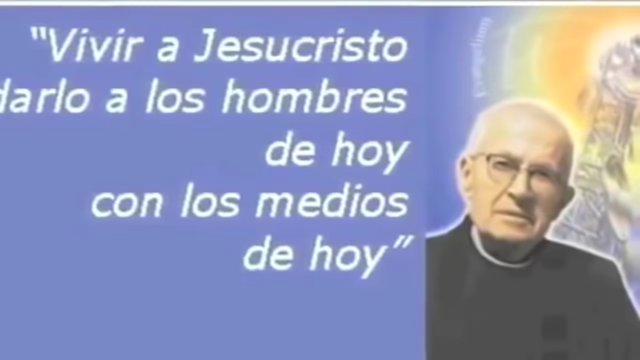 “Vivir a Jesucristo
darlo a los hombres
de hoy
con los medios
de hoy”